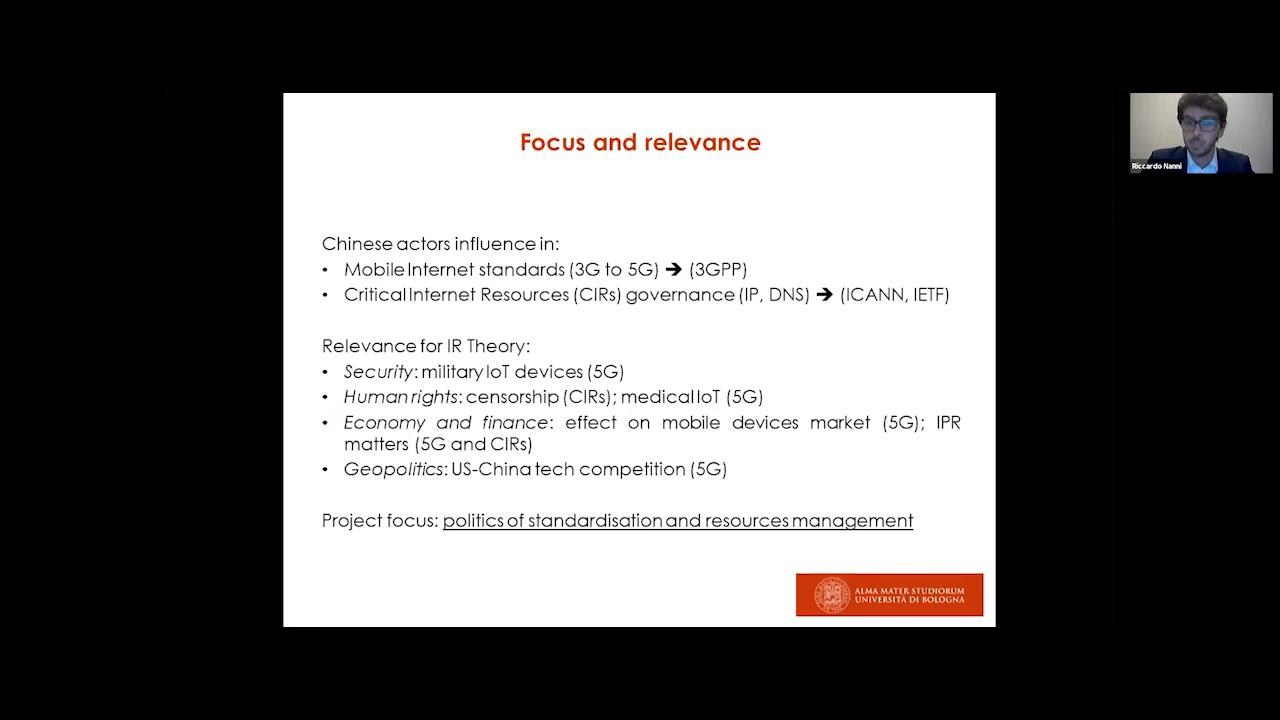 Focus and relevance
Riccardo Nanni
Chinese actors influence in:
• Mobile Internet standards (3G to 5G) ➔ (3GPP)
• Critical Internet Resources (CIRs) governance (IP, DNS) ➔ (ICANN, IETF)
Relevance for IR Theory:
• Security: military IoT devices (5G)
• Human rights: censorship (CIRs); medical IoT (5G)
• Economy and finance: effect on mobile devices market (5G); IPR
matters (5G and CIRs)
• Geopolitics: US-China tech competition (5G)
Project focus: politics of standardisation and resources management
ALMA MATER STUDIORUM
UNIVERSITÀ DI BOLOGNA